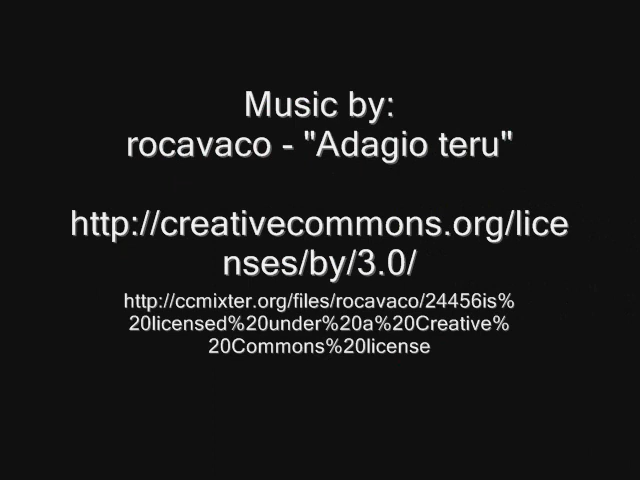 Music by:
rocavaco - "Adagio teru"
http://creativecommons.org/lice
nses/by/3.0/
http://ccmixter.org/files/rocavaco/24456is%
20licensed%20under%20a%20Creative%
20Commons%20license